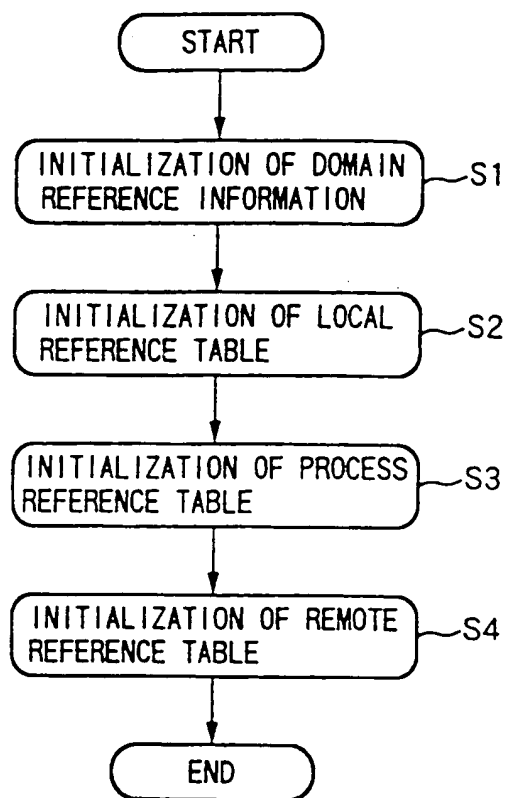 START
INITIALIZATION OF DOMAIN
REFERENCE INFORMATION
S1
INITIALIZATION OF LOCAL
REFERENCE TABLE
S2
INITIALIZATION OF PROCESS
REFERENCE TABLE
S3
INITIALIZATION OF REMOTE
REFERENCE TABLE
S4
END